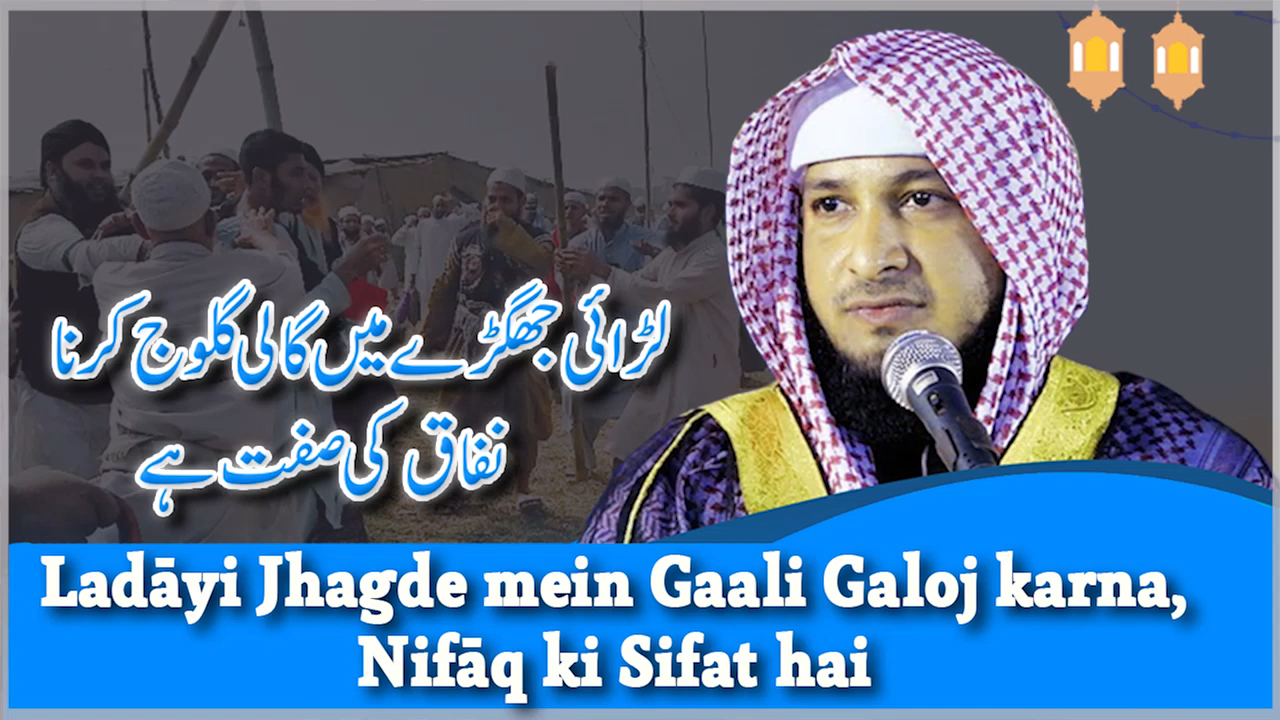 لڑائی جھگڑے میں گالی گلوج کرنا
نفاق کی صفت ہے
Ladāyi Jhagde mein Gaali Galoj karna,
Nifāq ki Sifat hai